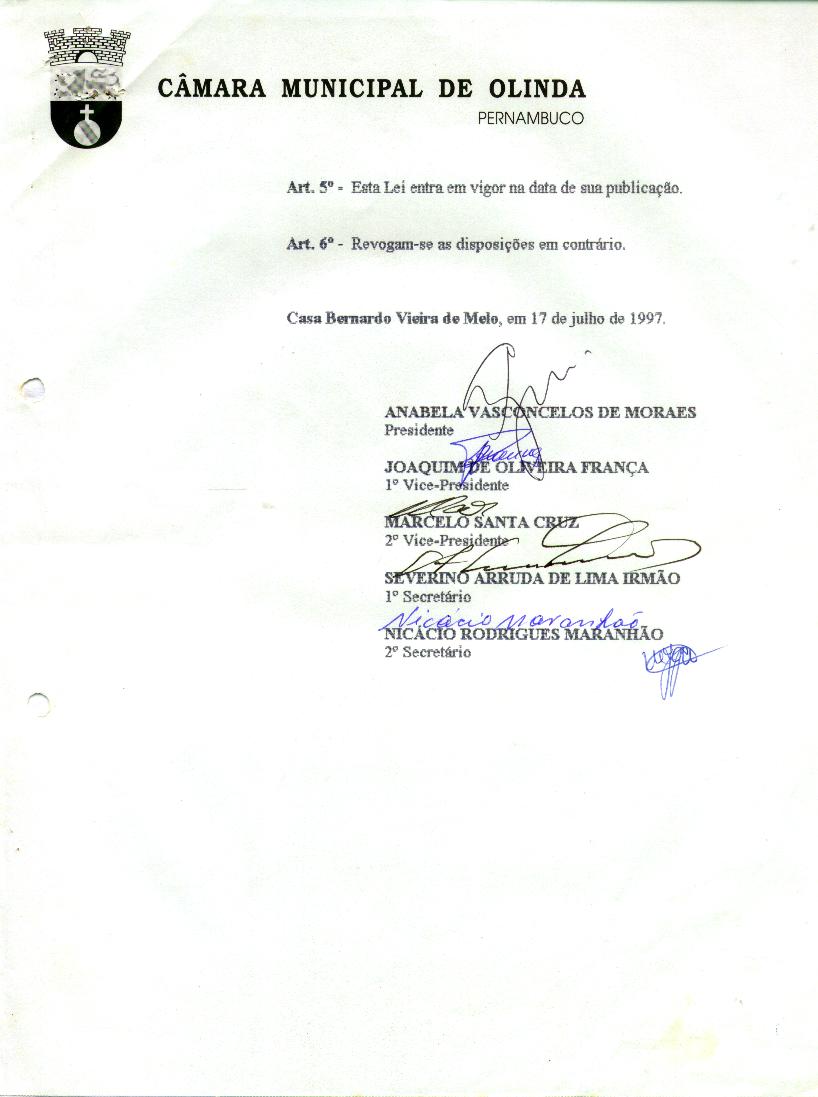 CÂMARA MUNICIPAL DE OLINDA
PERNAMBUCO
Art. 5º - Esta Lei entra em vigor na data de sua publicação.
Art. 6º - Revogam-se as disposições em contrário.
Casa Bernardo Vieira de Melo, em 17 de julho de 1997.
ANABELA VASCONCELOS DE MORAES
Presidente
JOAQUIM DE OLIVEIRA FRANÇA
1º Vice-Presidente
MARCELO SANTA CRUZ
2º Vice-Presidente
SEVERINO ARRUDA DE LIMA IRMÃO
1º Secretário
Nicácio Maranhão
NICÁCIO RODRIGUES MARANHÃO
2º Secretário